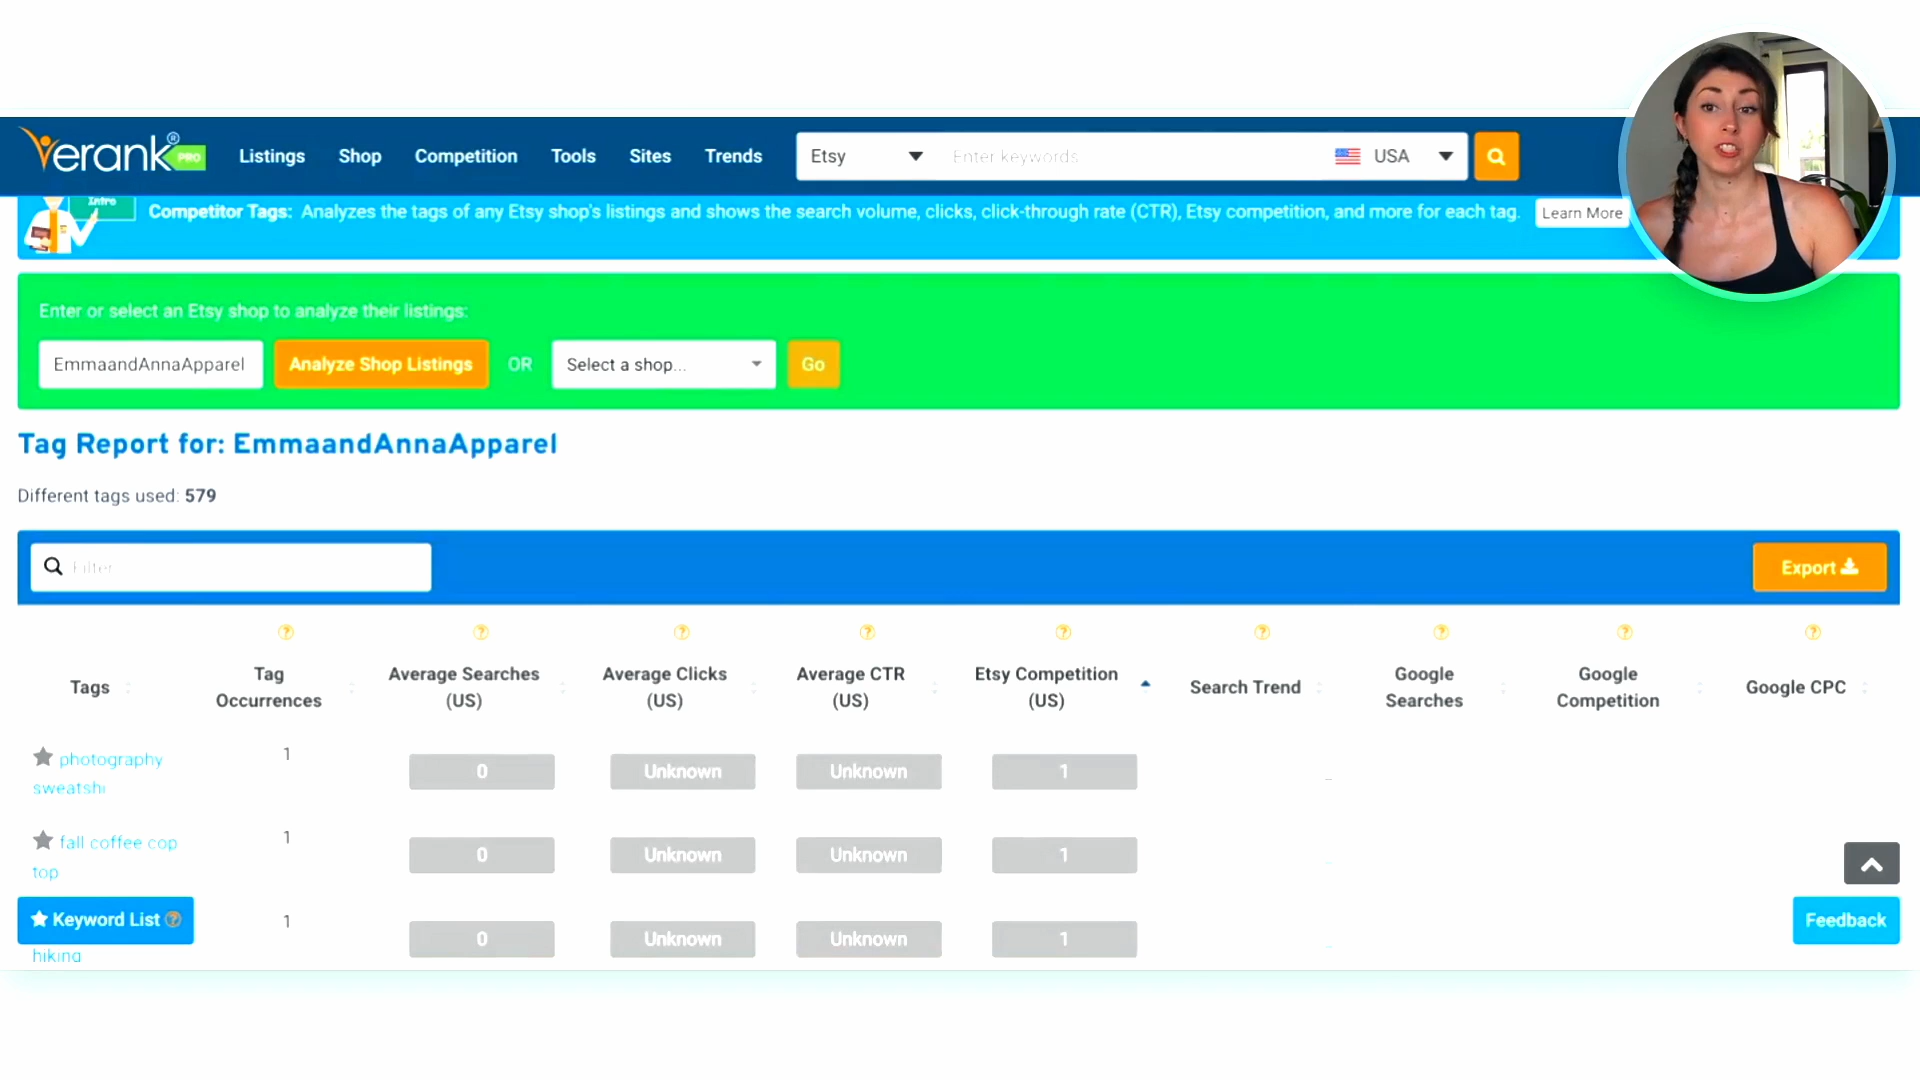 Yerank® PRO
Listings Shop Competition Tools Sites Trends Etsy Enter keywords USA
Intro
Competitor Tags: Analyzes the tags of any Etsy shop's listings and shows the search volume, clicks, click-through rate (CTR), Etsy competition, and more for each tag. Learn More
Enter or select an Etsy shop to analyze their listings:
EmmaandAnnaApparel Analyze Shop Listings OR Select a shop... Go
Tag Report for: EmmaandAnnaApparel
Different tags used: 579
Filter Export
Tags Tag Occurrences Average Searches (US) Average Clicks (US) Average CTR (US) Etsy Competition (US) Search Trend Google Searches Google Competition Google CPC
photography sweatshi 1 0 Unknown Unknown 1
fall coffee cop top 1 0 Unknown Unknown 1
Keyword List ? 1 0 Unknown Unknown 1
Feedback
hiking